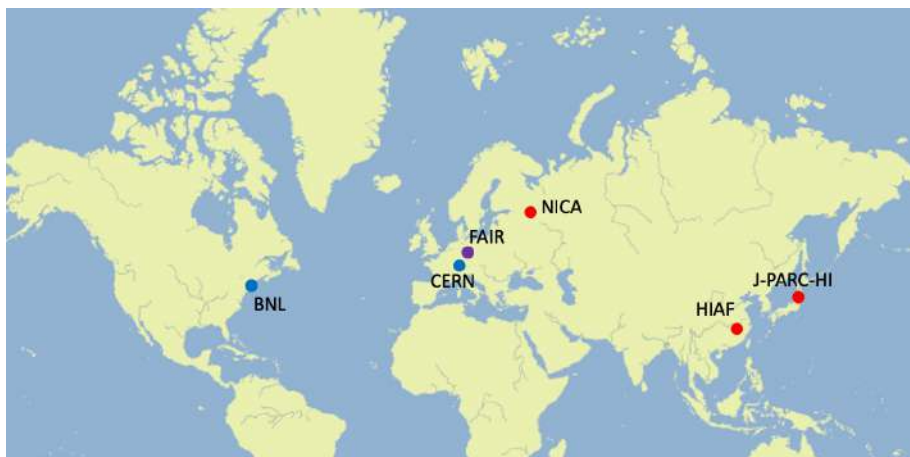 NICA
FAIR
CERN
J-PARC-HI
BNL
HIAF